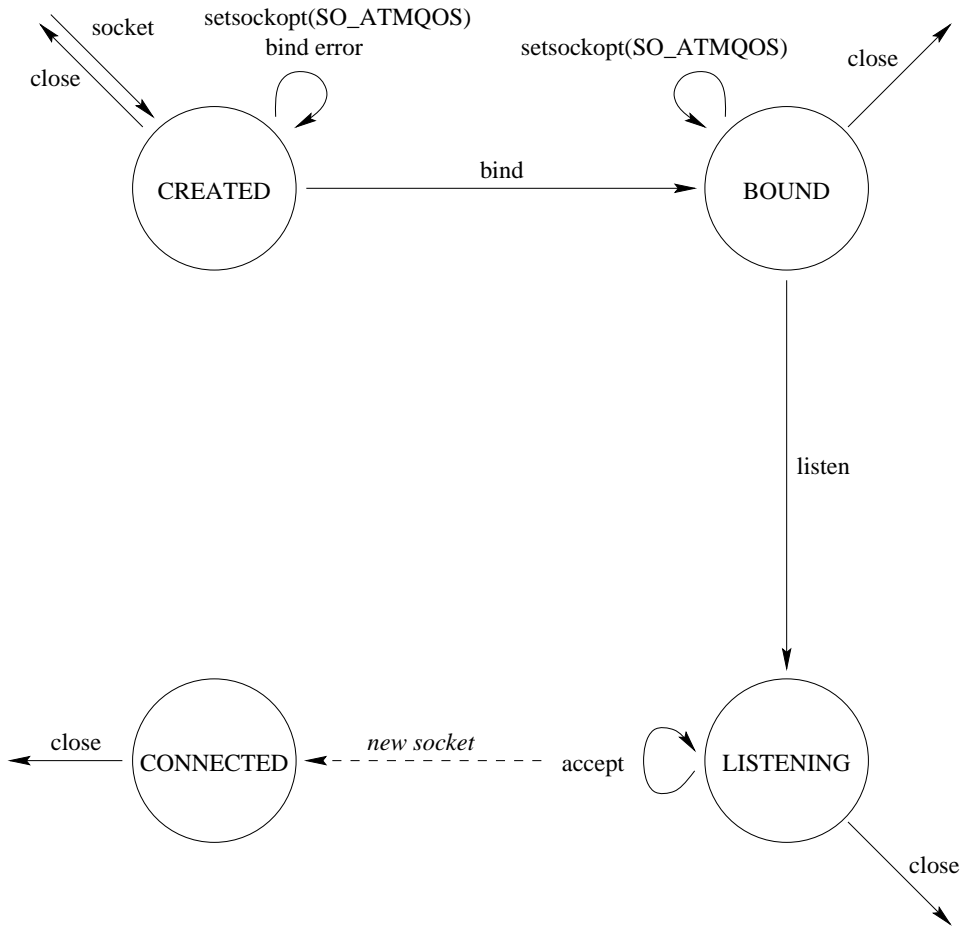 socket
close
setsockopt(SO_ATMQOS)
bind error
setsockopt(SO_ATMQOS)
close
CREATED
bind
BOUND
listen
close
CONNECTED
new socket
accept
LISTENING
close